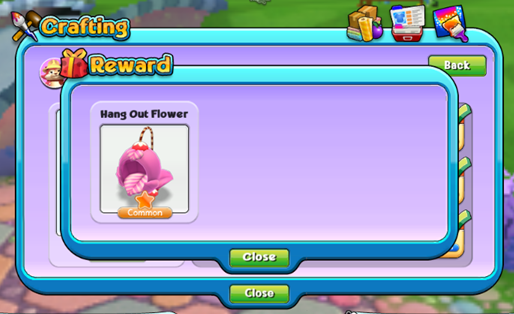 Crafting
Reward
Back
Hang Out Flower
Common
Close
Close